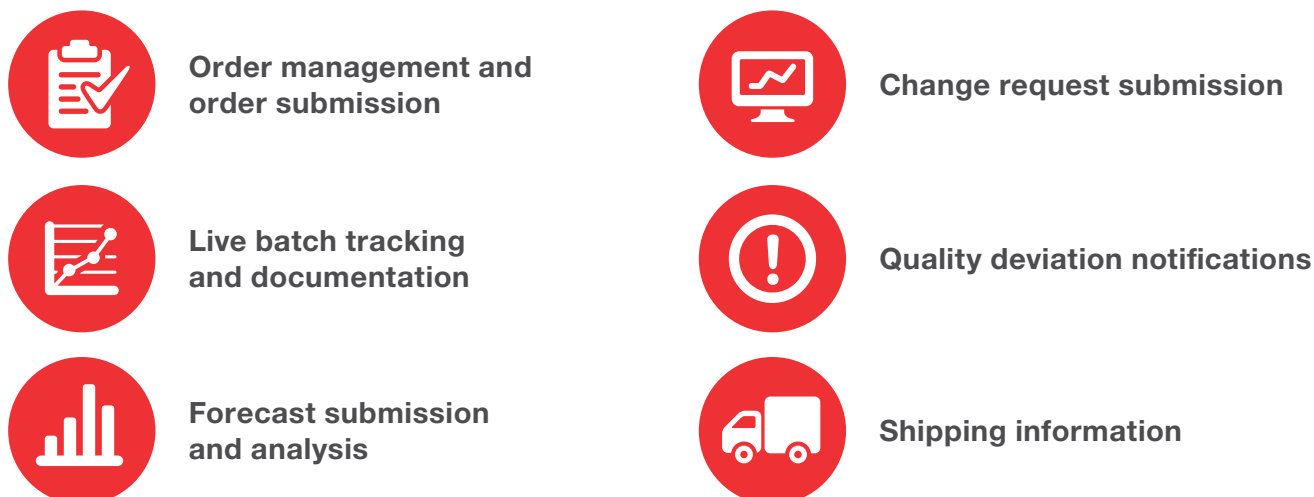 Order management and
order submission
Live batch tracking
and documentation
Forecast submission
and analysis
Change request submission
Quality deviation notifications
Shipping information